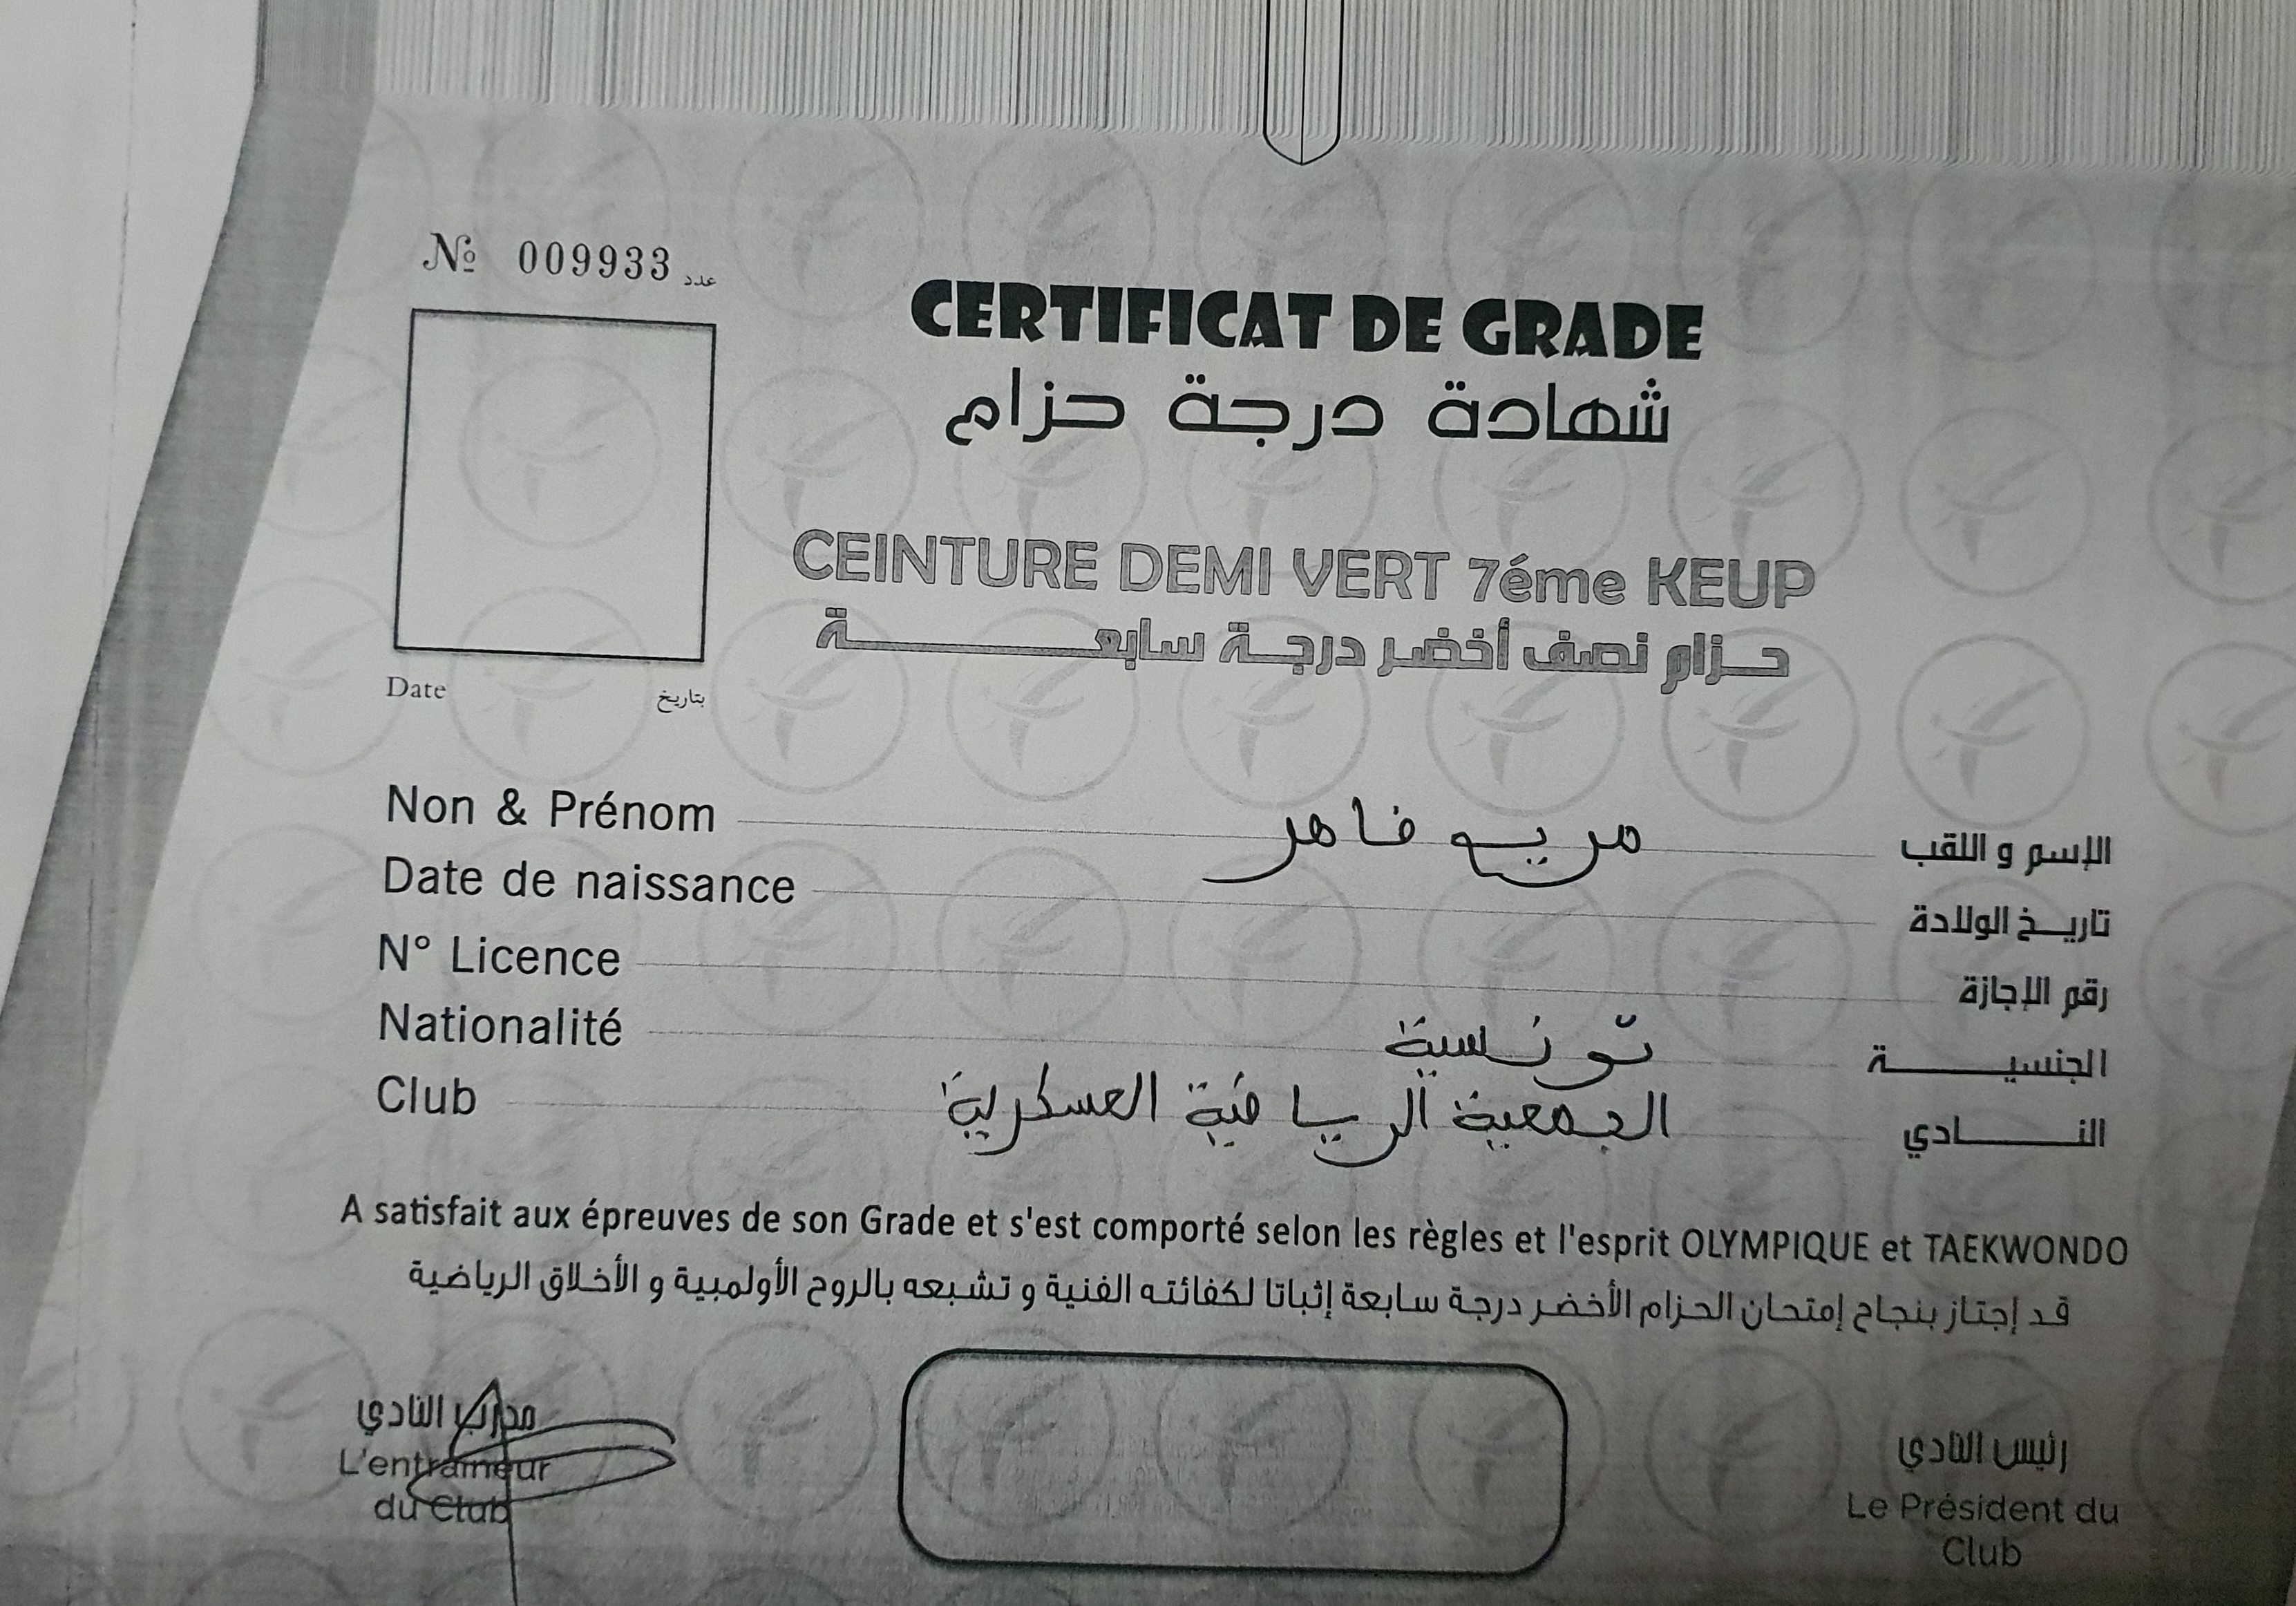 № 009933 عدد
CERTIFICAT DE GRADE
شهادة درجة حزام
CEINTURE DEMI VERT 7éme KEUP
حزام نصف أخضر درجة سابعة
Date بتاريخ
Non & Prénom مريم ماهر الإسم و اللقب
Date de naissance تاريخ الولادة
N° Licence رقم الإجازة
Nationalité تونسية الجنسية
Club الجمعية الرياضية العسكرية النادي
A satisfait aux épreuves de son Grade et s'est comporté selon les règles et l'esprit OLYMPIQUE et TAEKWONDO
قد إجتاز بنجاح إمتحان الحزام الأخضر درجة سابعة إثباتا لكفائته الفنية و تشبعه بالروح الأولمبية و الأخلاق الرياضية
مدرب النادي
L'entraineur
du Club
رئيس النادي
Le Président du
Club